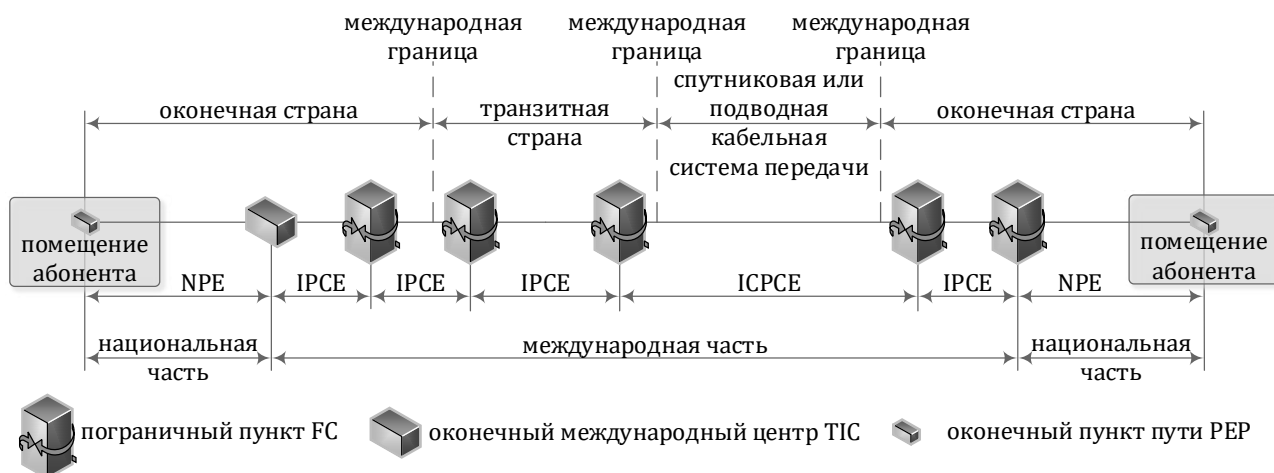 международная
граница
международная
граница
международная
граница
оконечная страна
транзитная
страна
спутниковая или
подводная
кабельная
система передачи
оконечная страна
помещение
абонента
помещение
абонента
NPE
IPCE
IPCE
IPCE
ICPCE
IPCE
NPE
национальная
часть
международная часть
национальная
часть
пограничный пункт FC
оконечный международный центр TIC
оконечный пункт пути PEP